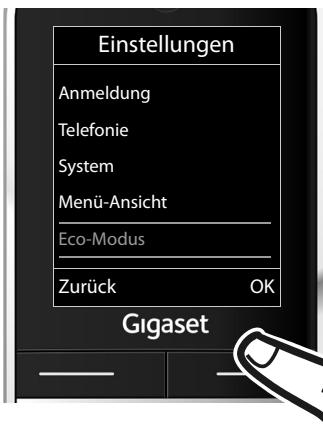 Einstellungen
Anmeldung
Telefonie
System
Menü-Ansicht
Eco-Modus
Zurück OK
Gigaset